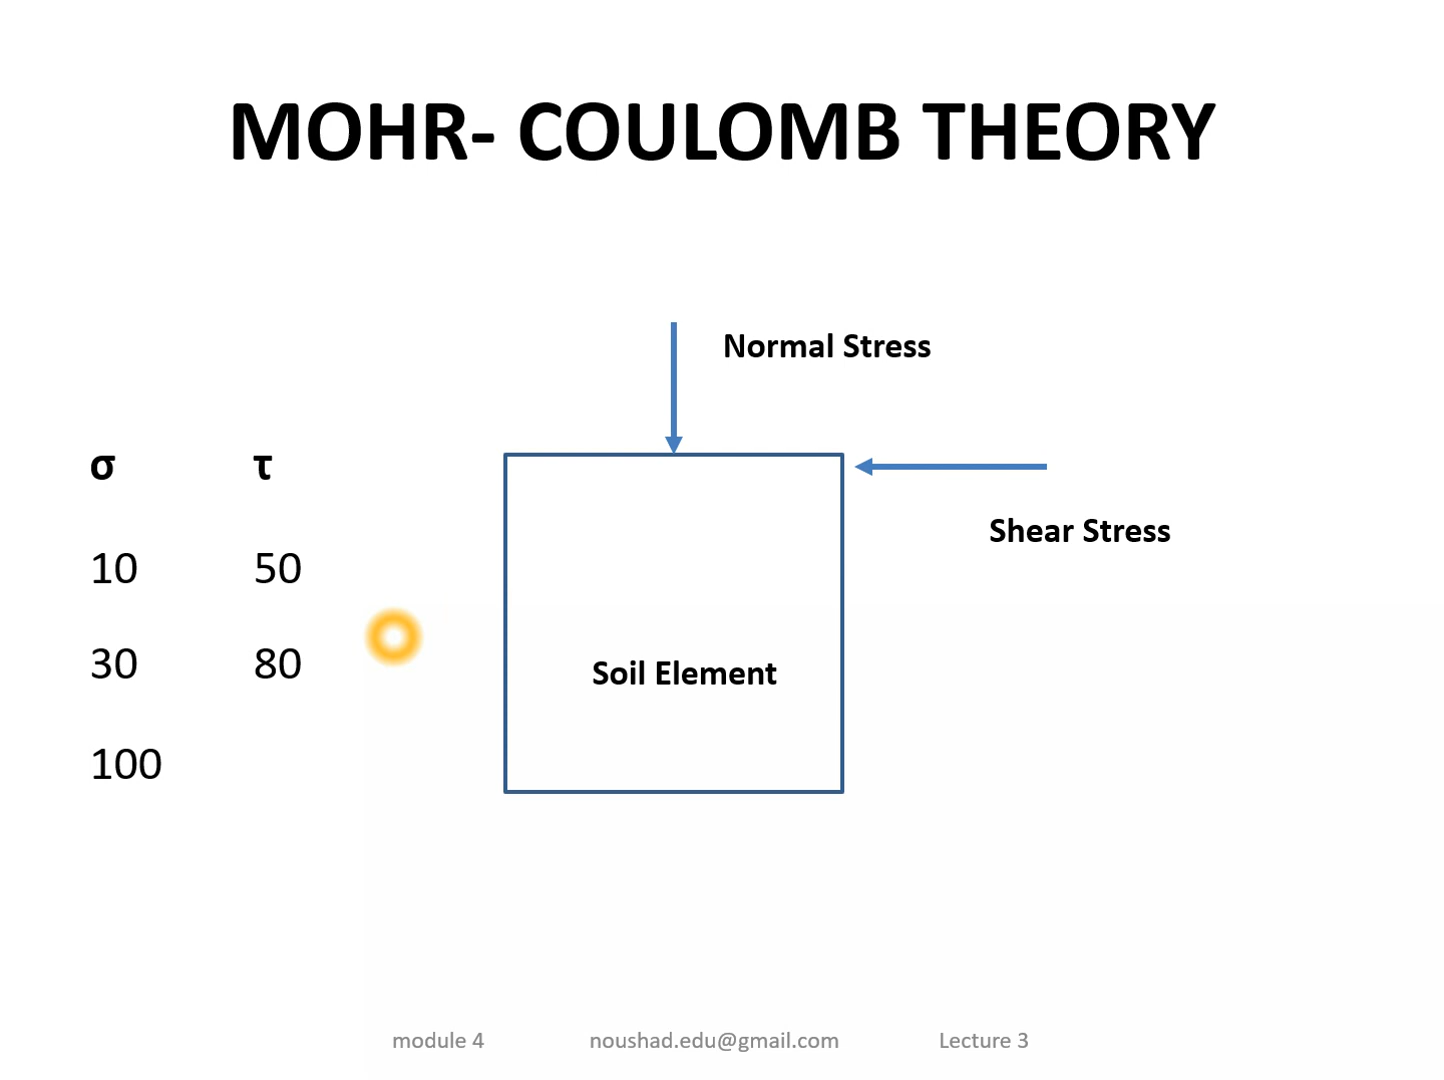 MOHR- COULOMB THEORY
Normal Stress
σ τ
Shear Stress
10 50
30 80
Soil Element
100
module 4 noushad.edu@gmail.com Lecture 3